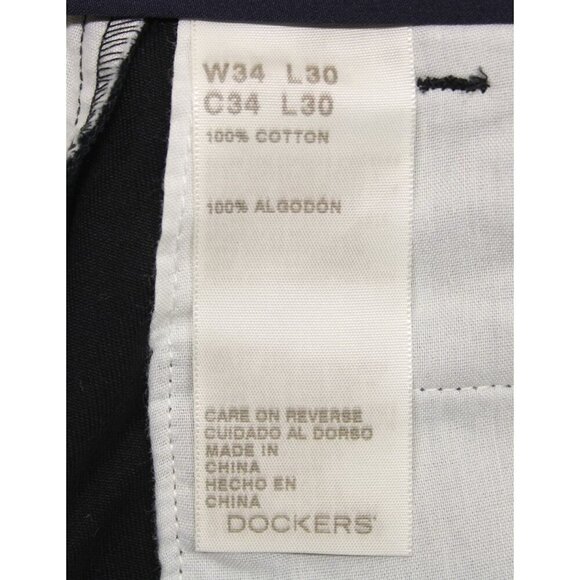 W34 L30
C34 L30
100% COTTON
100% ALGODÓN
CARE ON REVERSE
CUIDADO AL DORSO
MADE IN
CHINA
HECHO EN
CHINA
DOCKERS®